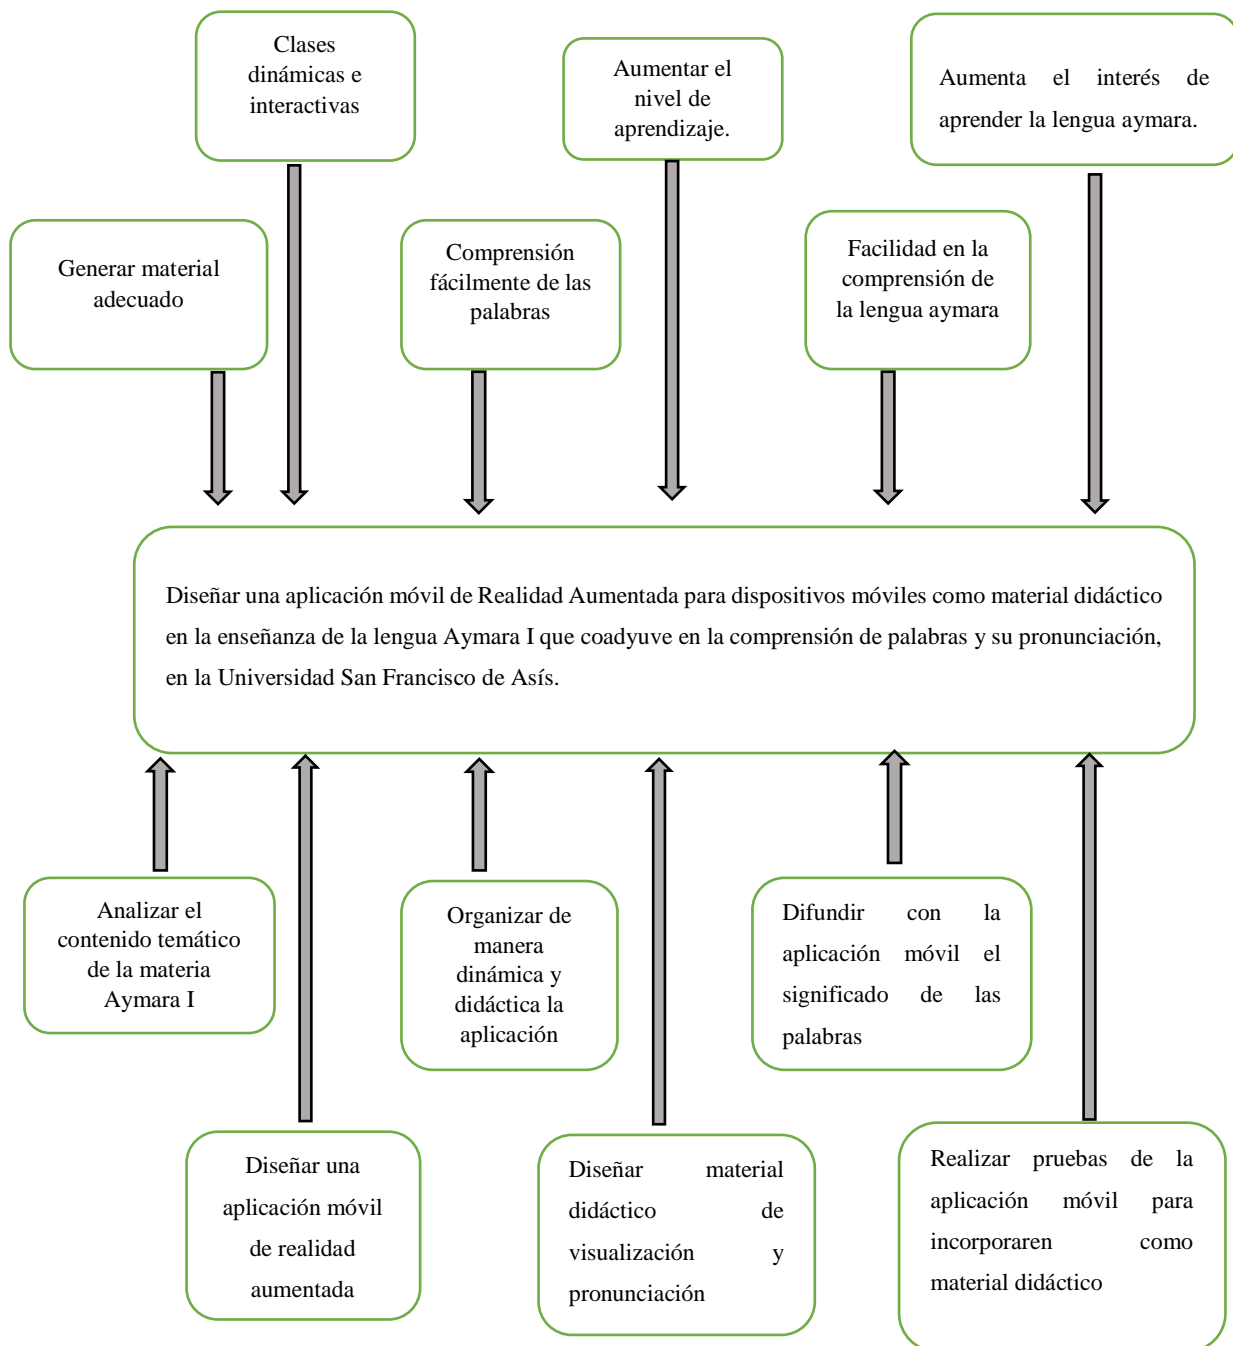 Clases
dinámicas e
interactivas
Aumentar el
nivel de
aprendizaje.
Aumenta el interés de
aprender la lengua aymara.
Generar material
adecuado
Comprensión
fácilmente de las
palabras
Facilidad en la
comprensión de
la lengua aymara
Diseñar una aplicación móvil de Realidad Aumentada para dispositivos móviles como material didáctico
en la enseñanza de la lengua Aymara I que coadyuve en la comprensión de palabras y su pronunciación,
en la Universidad San Francisco de Asís.
Analizar el
contenido temático
de la materia
Aymara I
Organizar de
manera
dinámica y
didáctica la
aplicación
Difundir con la
aplicación móvil el
significado de las
palabras
Diseñar una
aplicación móvil
de realidad
aumentada
Diseñar material
didáctico de
visualización y
pronunciación
Realizar pruebas de la
aplicación móvil para
incorporaren como
material didáctico